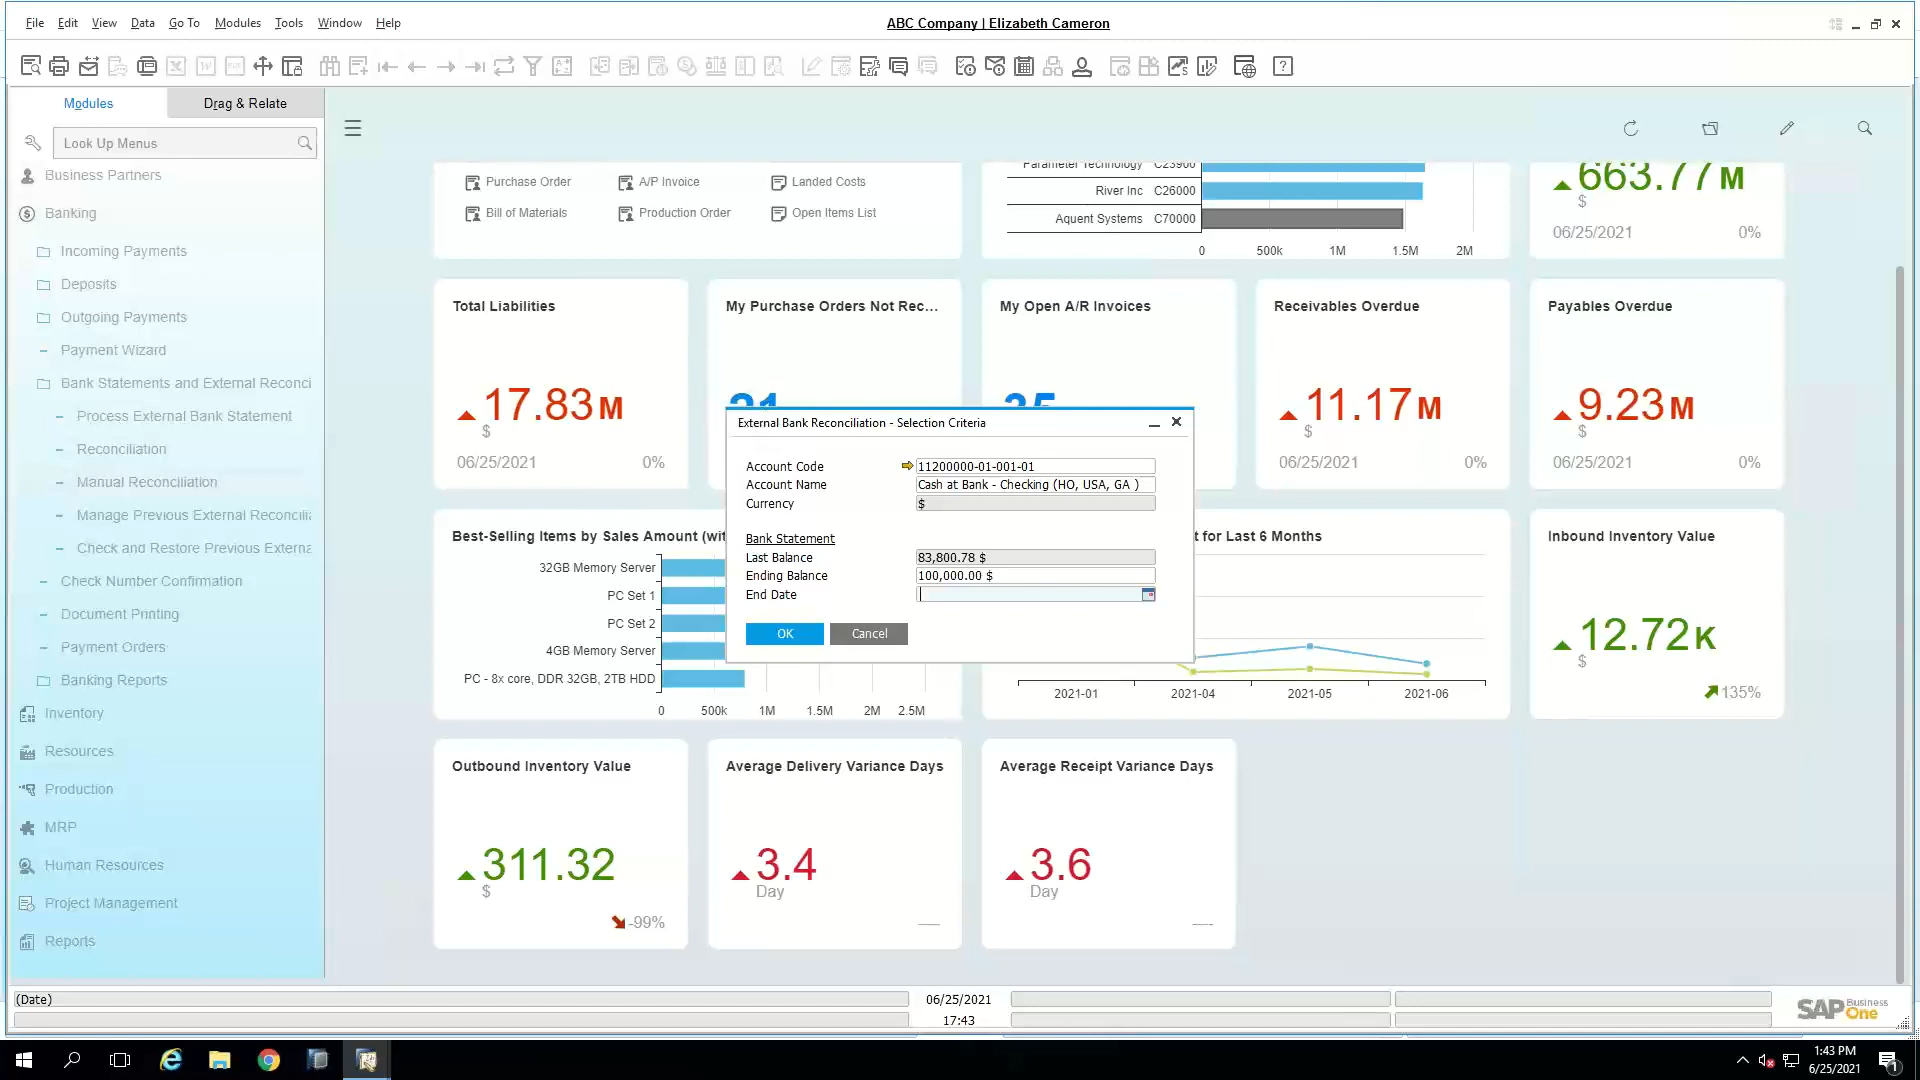 File Edit View Data Go To Modules Tools Window Help
ABC Company | Elizabeth Cameron
Modules
Drag & Relate
Look Up Menus
Business Partners
Banking
Incoming Payments
Deposits
Outgoing Payments
Payment Wizard
Bank Statements and External Reconci
Process External Bank Statement
Reconciliation
Manual Reconciliation
Manage Previous External Reconcilia
Check and Restore Previous Externa
Check Number Confirmation
Document Printing
Payment Orders
Banking Reports
Inventory
Resources
Production
MRP
Human Resources
Project Management
Reports
Purchase Order A/P Invoice Landed Costs
Bill of Materials Production Order Open Items List
Parameter Technology C23900
River Inc C26000
Aquent Systems C70000
0 500k 1M 1.5M 2M
663.77 M
$
06/25/2021 0%
Total Liabilities
17.83 M
$
06/25/2021 0%
My Purchase Orders Not Rec...
My Open A/R Invoices
Receivables Overdue
11.17 M
$
06/25/2021 0%
Payables Overdue
9.23 M
$
06/25/2021 0%
External Bank Reconciliation - Selection Criteria
Account Code 11200000-01-001-01
Account Name Cash at Bank - Checking (HO, USA, GA )
Currency $
Bank Statement
Last Balance 83,800.78 $
Ending Balance 100,000.00 $
End Date
OK Cancel
Best-Selling Items by Sales Amount (wi
32GB Memory Server
PC Set 1
PC Set 2
4GB Memory Server
PC - 8x core, DDR 32GB, 2TB HDD
0 500k 1M 1.5M 2M 2.5M
t for Last 6 Months
2021-01 2021-04 2021-05 2021-06
Inbound Inventory Value
12.72 K
$
135%
Outbound Inventory Value
311.32
$
-99%
Average Delivery Variance Days
3.4
Day
Average Receipt Variance Days
3.6
Day
(Date)
06/25/2021
17:43
SAP Business One
1:43 PM
6/25/2021
1